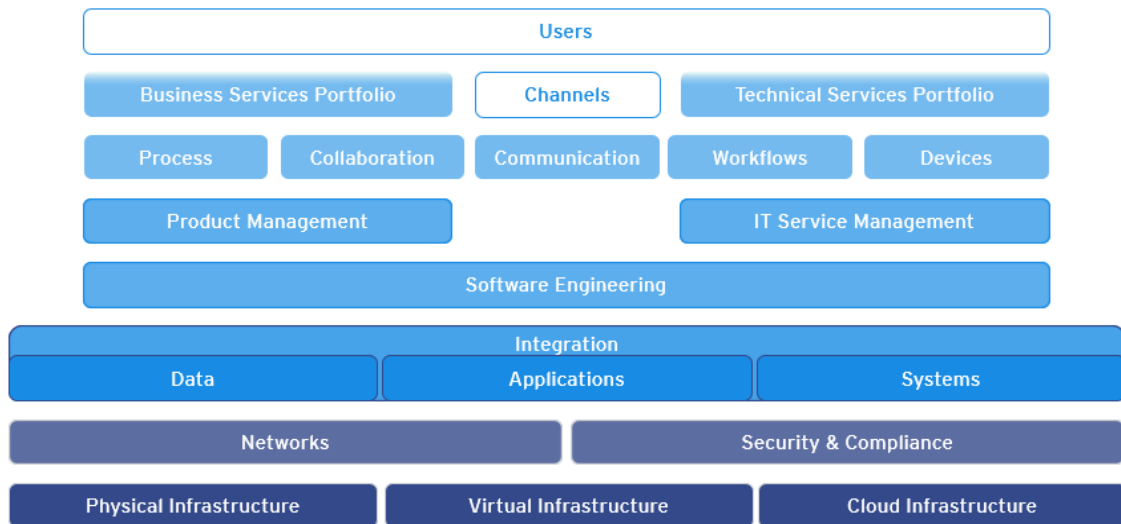 Users
Business Services Portfolio
Channels
Technical Services Portfolio
Process
Collaboration
Communication
Workflows
Devices
Product Management
IT Service Management
Software Engineering
Integration
Data
Applications
Systems
Networks
Security & Compliance
Physical Infrastructure
Virtual Infrastructure
Cloud Infrastructure